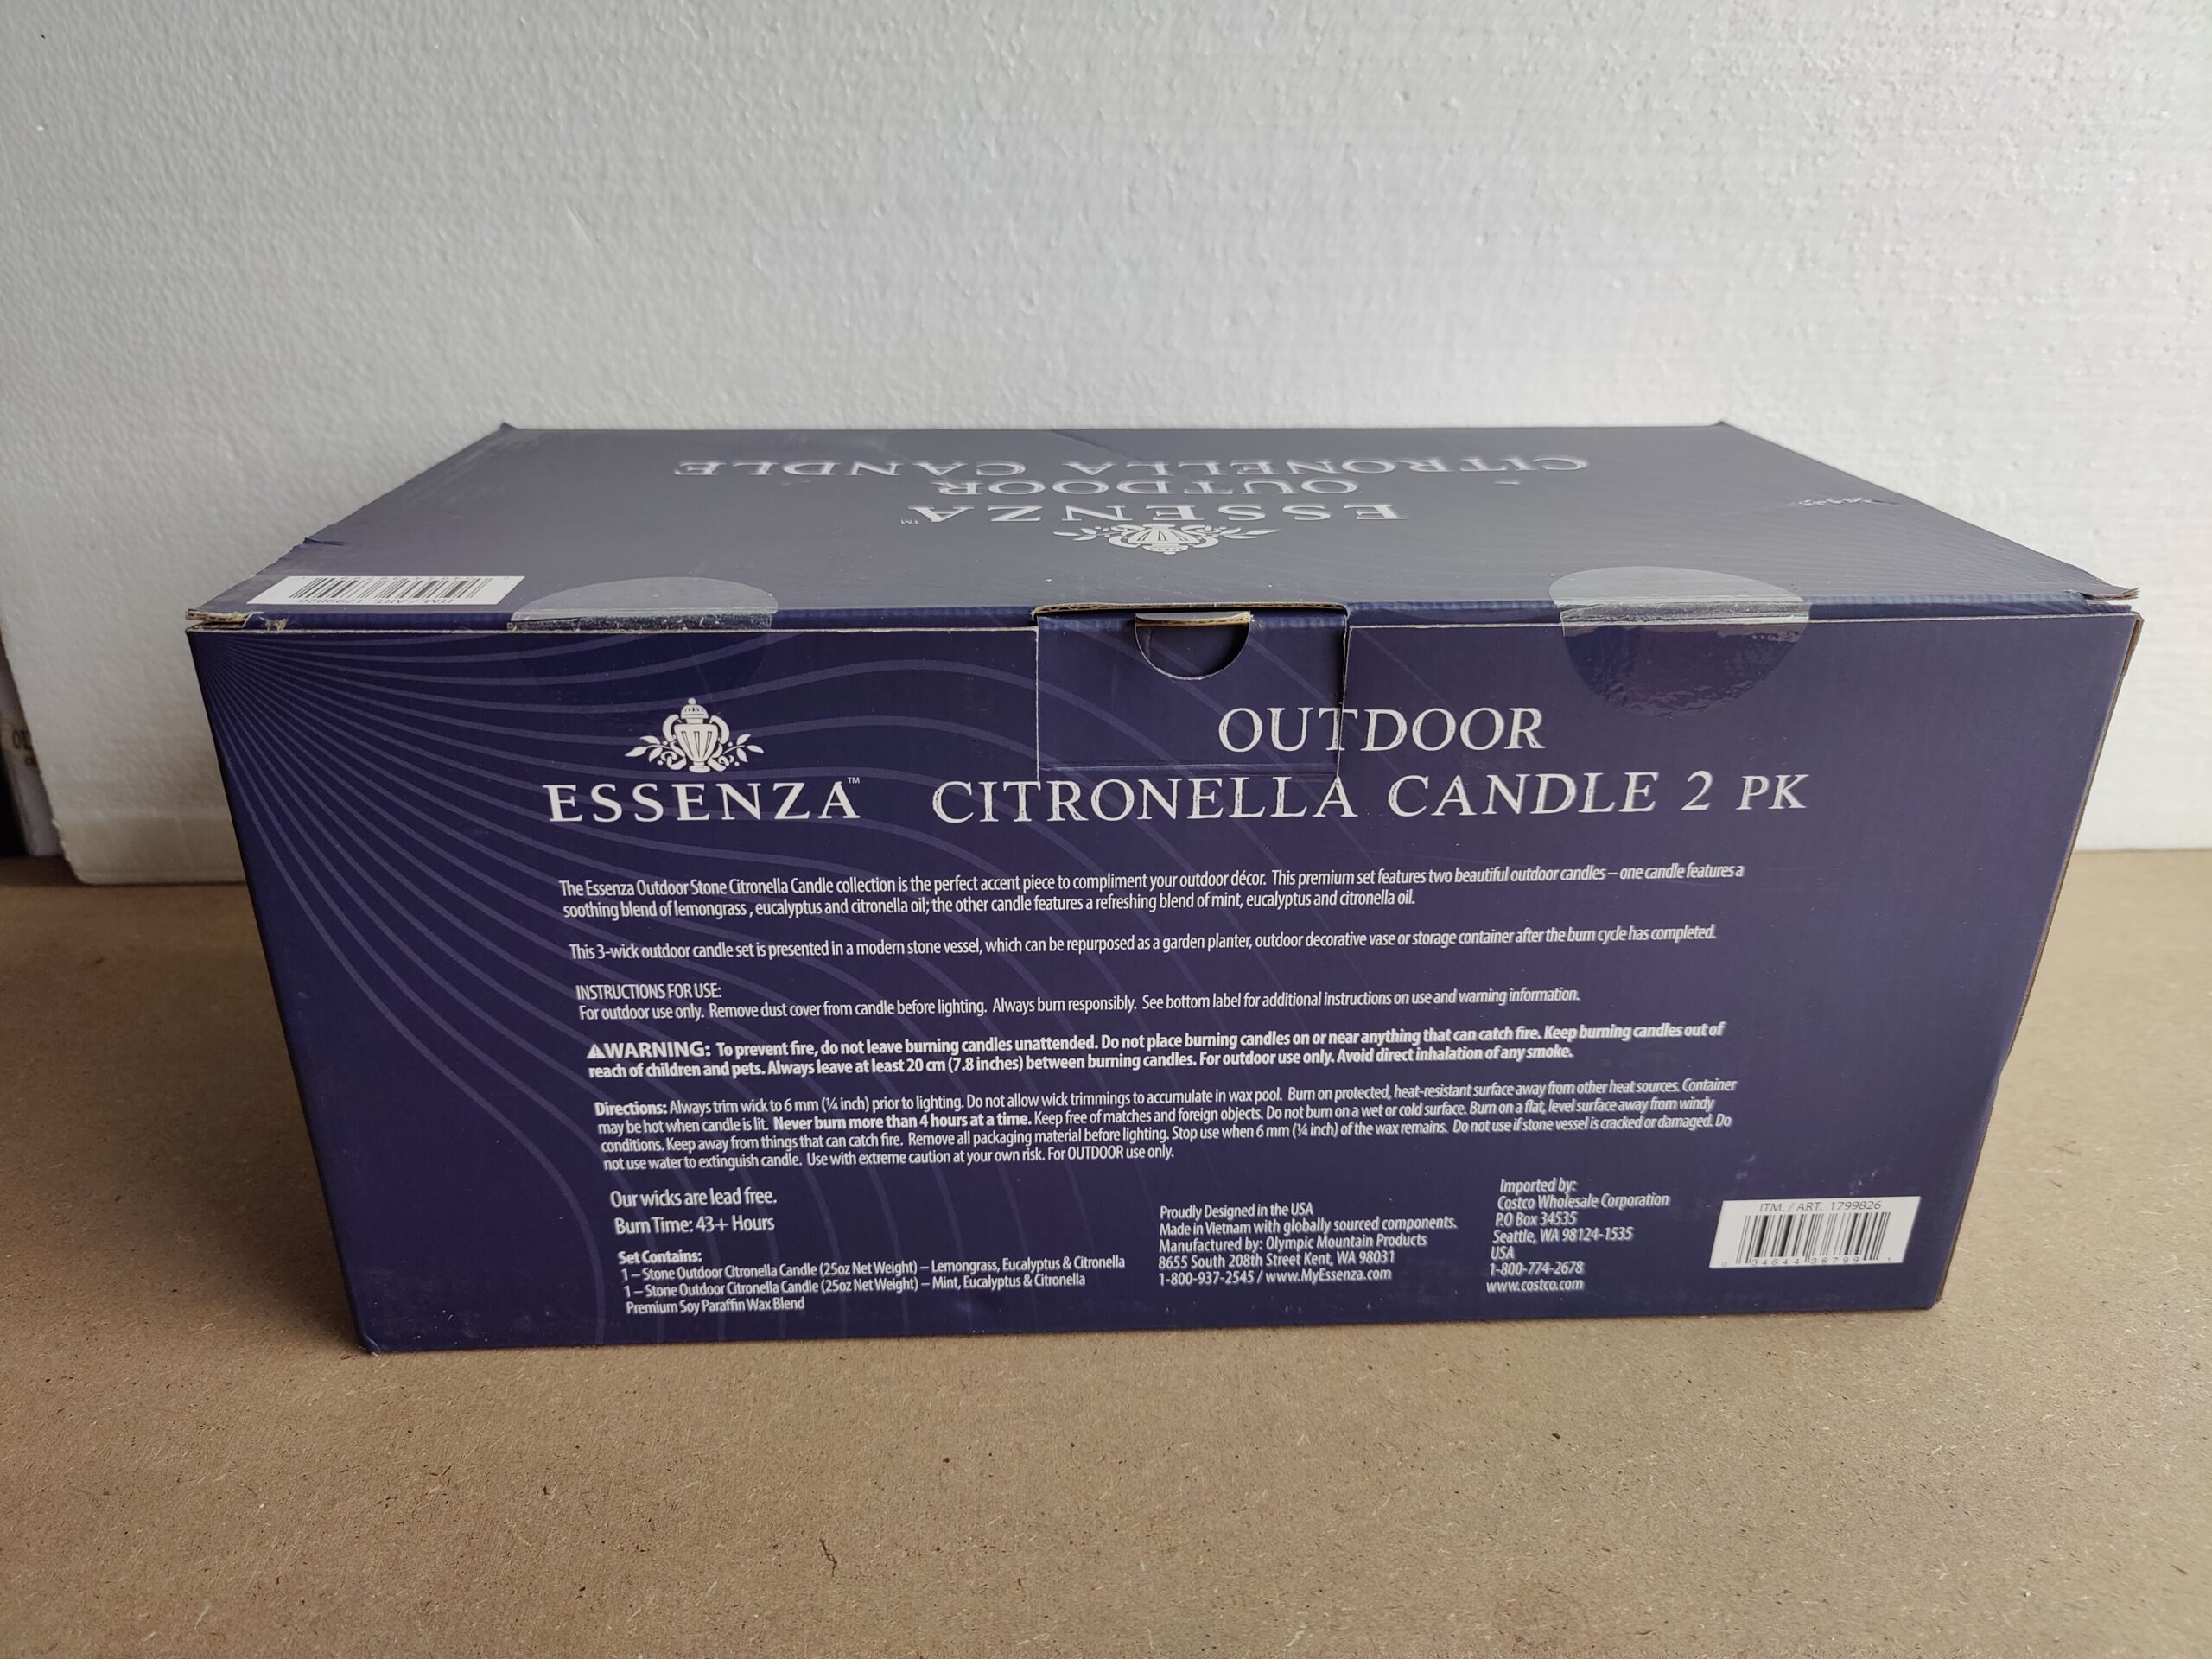 CITRONELLA CANDLE
OUTDOOR
ESSENZA™
ITM. / ART. 1799826
ESSENZA™
OUTDOOR
CITRONELLA CANDLE 2 PK
The Essenza Outdoor Stone Citronella Candle collection is the perfect accent piece to compliment your outdoor décor. This premium set features two beautiful outdoor candles – one candle features a
soothing blend of lemongrass , eucalyptus and citronella oil; the other candle features a refreshing blend of mint, eucalyptus and citronella oil.
This 3-wick outdoor candle set is presented in a modern stone vessel, which can be repurposed as a garden planter, outdoor decorative vase or storage container after the burn cycle has completed.
INSTRUCTIONS FOR USE:
For outdoor use only. Remove dust cover from candle before lighting. Always burn responsibly. See bottom label for additional instructions on use and warning information.
⚠WARNING: To prevent fire, do not leave burning candles unattended. Do not place burning candles on or near anything that can catch fire. Keep burning candles out of
reach of children and pets. Always leave at least 20 cm (7.8 inches) between burning candles. For outdoor use only. Avoid direct inhalation of any smoke.
Directions: Always trim wick to 6 mm (¼ inch) prior to lighting. Do not allow wick trimmings to accumulate in wax pool. Burn on protected, heat-resistant surface away from other heat sources. Container
may be hot when candle is lit. Never burn more than 4 hours at a time. Keep free of matches and foreign objects. Do not burn on a wet or cold surface. Burn on a flat, level surface away from windy
conditions. Keep away from things that can catch fire. Remove all packaging material before lighting. Stop use when 6 mm (¼ inch) of the wax remains. Do not use if stone vessel is cracked or damaged. Do
not use water to extinguish candle. Use with extreme caution at your own risk. For OUTDOOR use only.
Our wicks are lead free.
Burn Time: 43+ Hours
Set Contains:
1 – Stone Outdoor Citronella Candle (25oz Net Weight) – Lemongrass, Eucalyptus & Citronella
1 – Stone Outdoor Citronella Candle (25oz Net Weight) – Mint, Eucalyptus & Citronella
Premium Soy Paraffin Wax Blend
Proudly Designed in the USA
Made in Vietnam with globally sourced components.
Manufactured by: Olympic Mountain Products
8655 South 208th Street Kent, WA 98031
1-800-937-2545 / www.MyEssenza.com
Imported by:
Costco Wholesale Corporation
P.O Box 34535
Seattle, WA 98124-1535
USA
1-800-774-2678
www.costco.com
ITM. / ART. 1799826
0 34644 36799 1